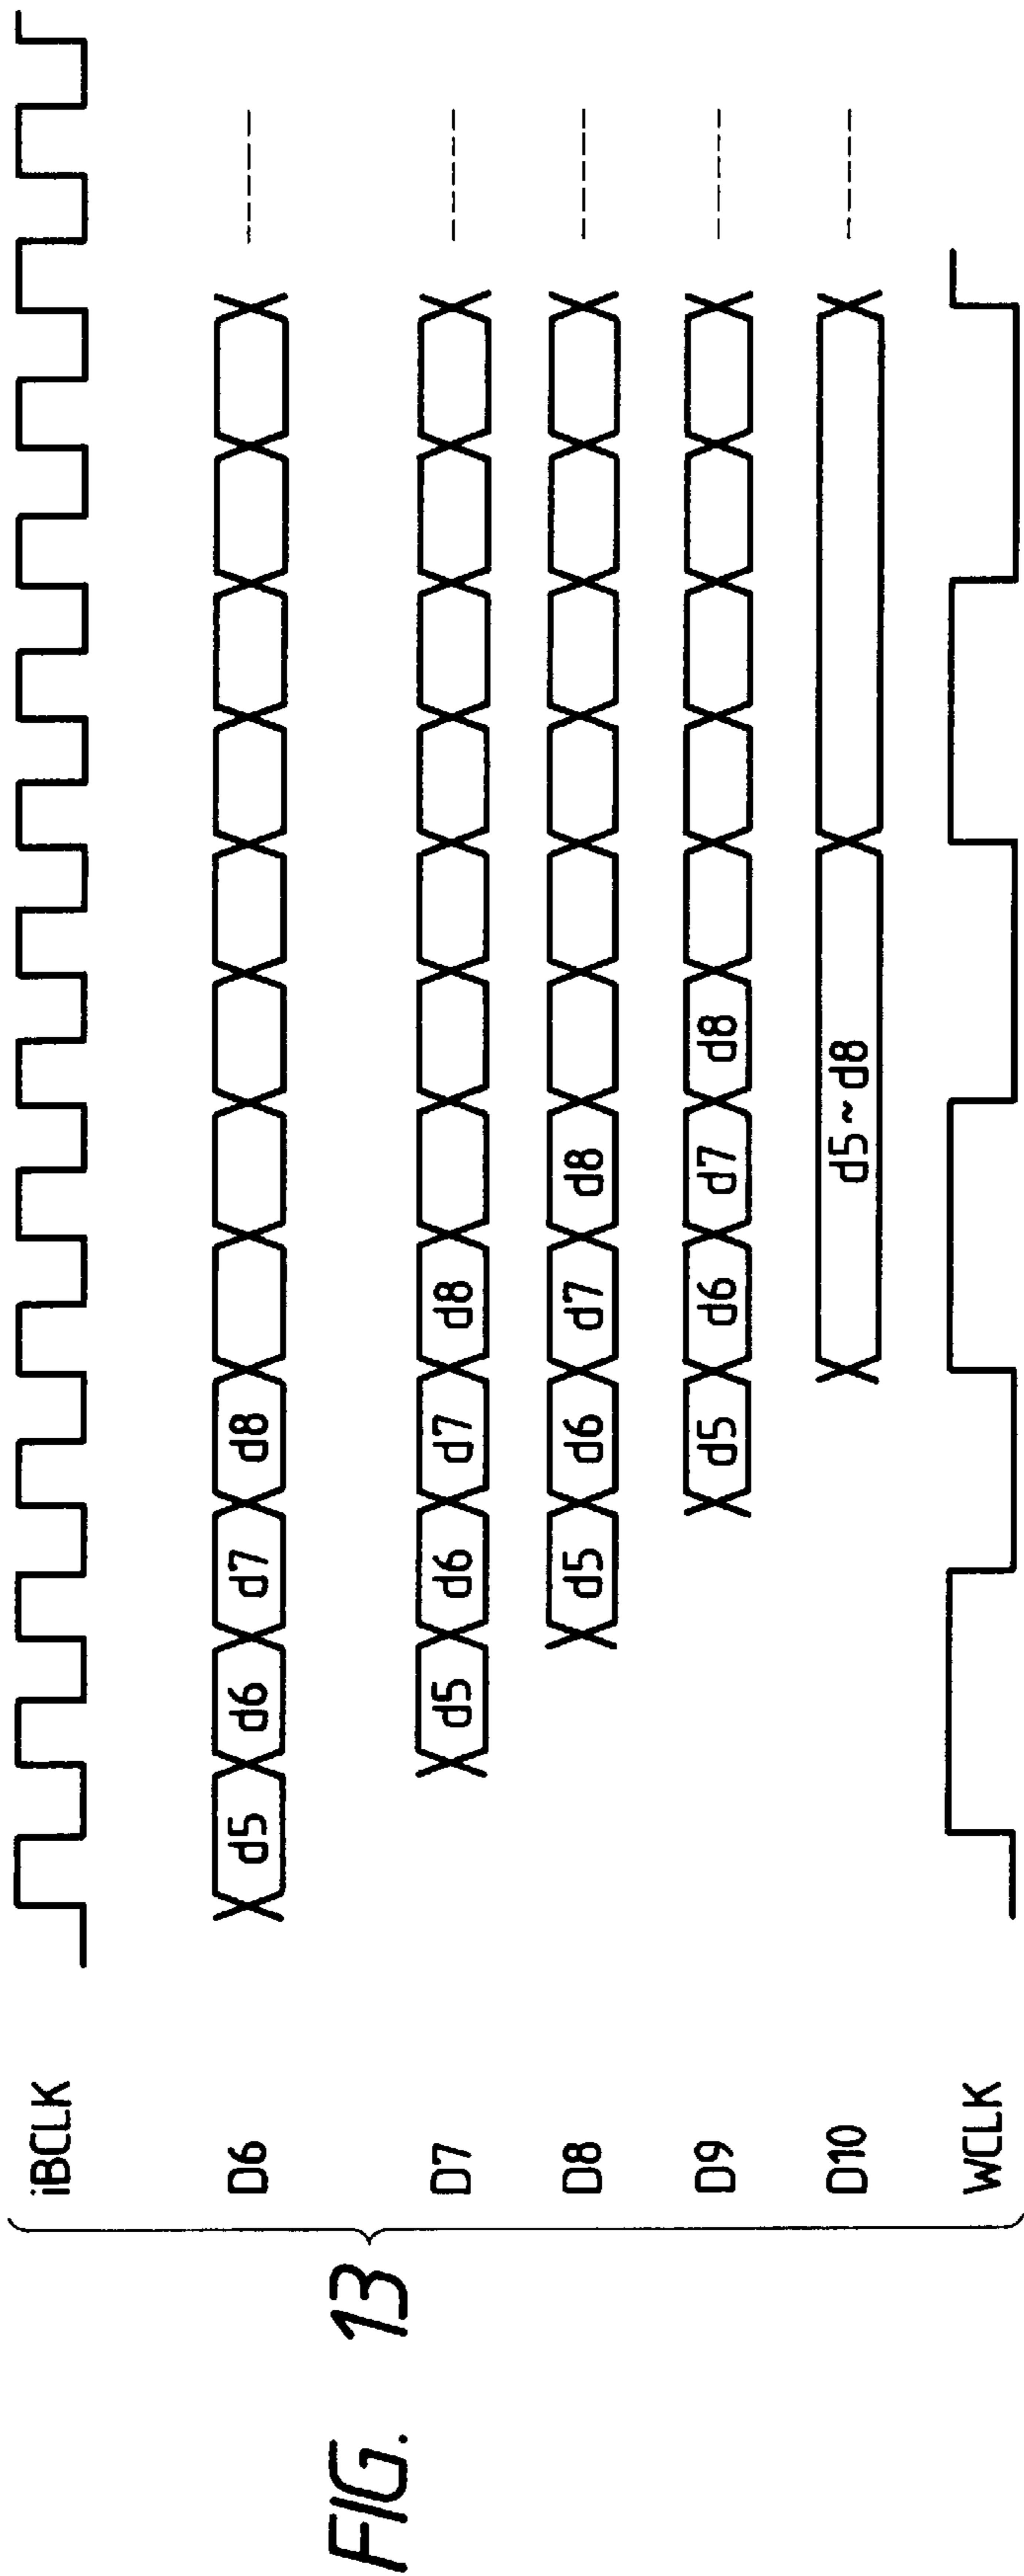 FIG. 13
iBCLK
D6 d5 d6 d7 d8
D7 d5 d6 d7 d8
D8 d5 d6 d7 d8
D9 d5 d6 d7 d8
D10 d5~d8
WCLK